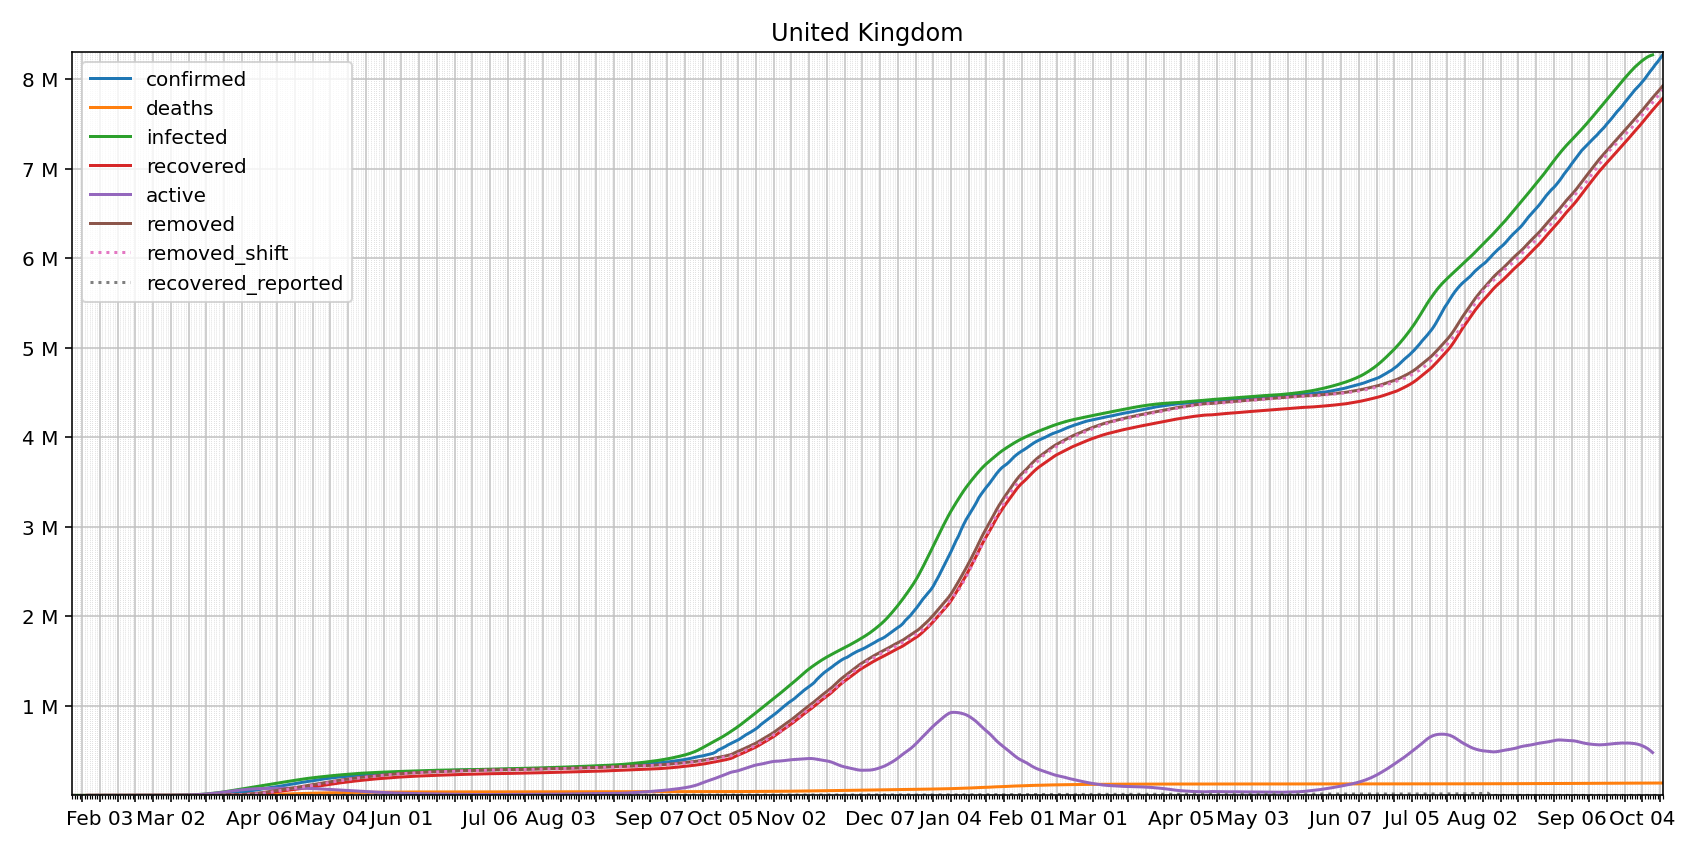 United Kingdom
8 M
7 M
6 M
5 M
4 M
3 M
2 M
1 M
confirmed
deaths
infected
recovered
active
removed
removed_shift
recovered_reported
Feb 03 Mar 02 Apr 06 May 04 Jun 01 Jul 06 Aug 03 Sep 07 Oct 05 Nov 02 Dec 07 Jan 04 Feb 01 Mar 01 Apr 05 May 03 Jun 07 Jul 05 Aug 02 Sep 06 Oct 04